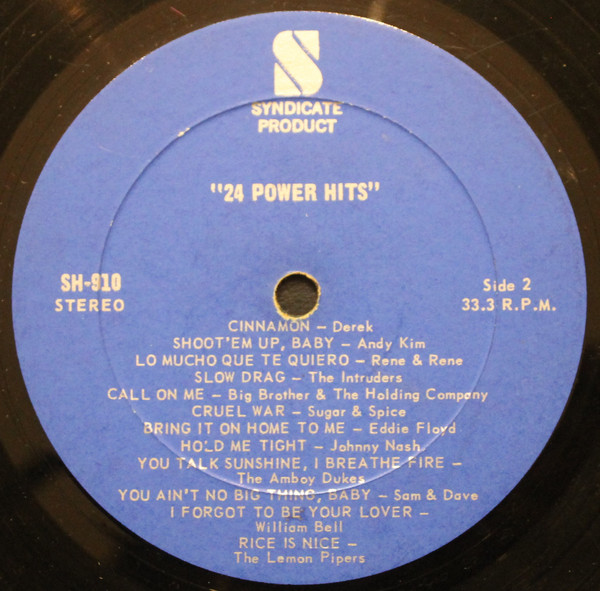 S
SYNDICATE
PRODUCT
"24 POWER HITS"
SH-910
STEREO
Side 2
33.3 R.P.M.
CINNAMON – Derek
SHOOT'EM UP, BABY – Andy Kim
LO MUCHO QUE TE QUIERO – Rene & Rene
SLOW DRAG – The Intruders
CALL ON ME – Big Brother & The Holding Company
CRUEL WAR – Sugar & Spice
BRING IT ON HOME TO ME – Eddie Floyd
HOLD ME TIGHT – Johnny Nash
YOU TALK SUNSHINE, I BREATHE FIRE –
The Amboy Dukes
YOU AIN'T NO BIG THING, BABY – Sam & Dave
I FORGOT TO BE YOUR LOVER –
William Bell
RICE IS NICE –
The Lemon Pipers